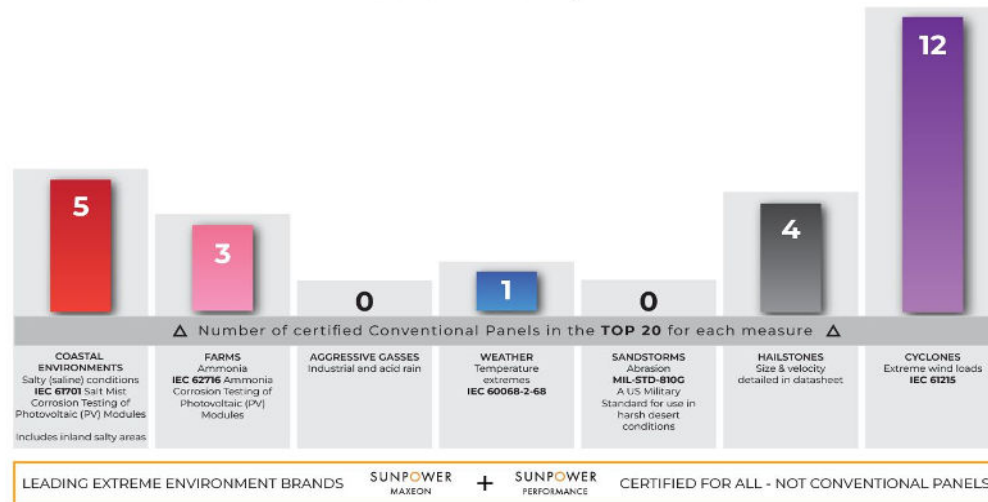 12
5
4
3
1
0
0
△ Number of certified Conventional Panels in the TOP 20 for each measure △
COASTAL
ENVIRONMENTS
Salty (saline) conditions
IEC 61701 Salt Mist
Corrosion Testing of
Photovoltaic (PV) Modules
Includes inland salty areas
FARMS
Ammonia
IEC 62716 Ammonia
Corrosion Testing of
Photovoltaic (PV)
Modules
AGGRESSIVE GASSES
Industrial and acid rain
WEATHER
Temperature
extremes
IEC 60068-2-68
SANDSTORMS
Abrasion
MIL-STD-810G
A US Military
Standard for use in
harsh desert
conditions
HAILSTONES
Size & velocity
detailed in datasheet
CYCLONES
Extreme wind loads
IEC 61215
LEADING EXTREME ENVIRONMENT BRANDS
SUNPOWER
MAXEON
+
SUNPOWER
PERFORMANCE
CERTIFIED FOR ALL - NOT CONVENTIONAL PANELS